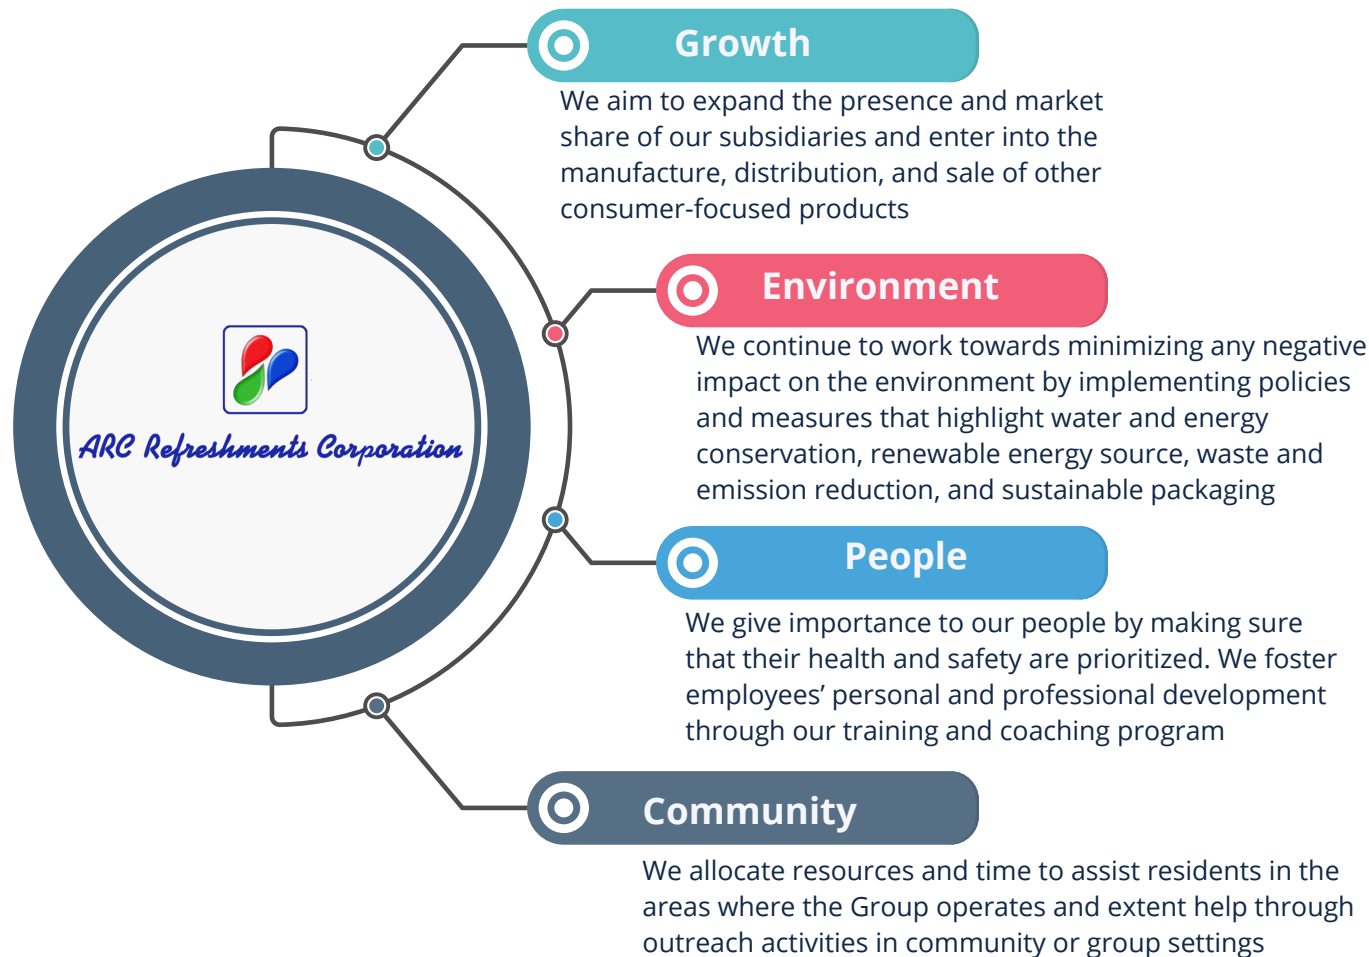 Growth
We aim to expand the presence and market
share of our subsidiaries and enter into the
manufacture, distribution, and sale of other
consumer-focused products
Environment
We continue to work towards minimizing any negative
impact on the environment by implementing policies
and measures that highlight water and energy
conservation, renewable energy source, waste and
emission reduction, and sustainable packaging
ARC Refreshments Corporation
People
We give importance to our people by making sure
that their health and safety are prioritized. We foster
employees’ personal and professional development
through our training and coaching program
Community
We allocate resources and time to assist residents in the
areas where the Group operates and extent help through
outreach activities in community or group settings